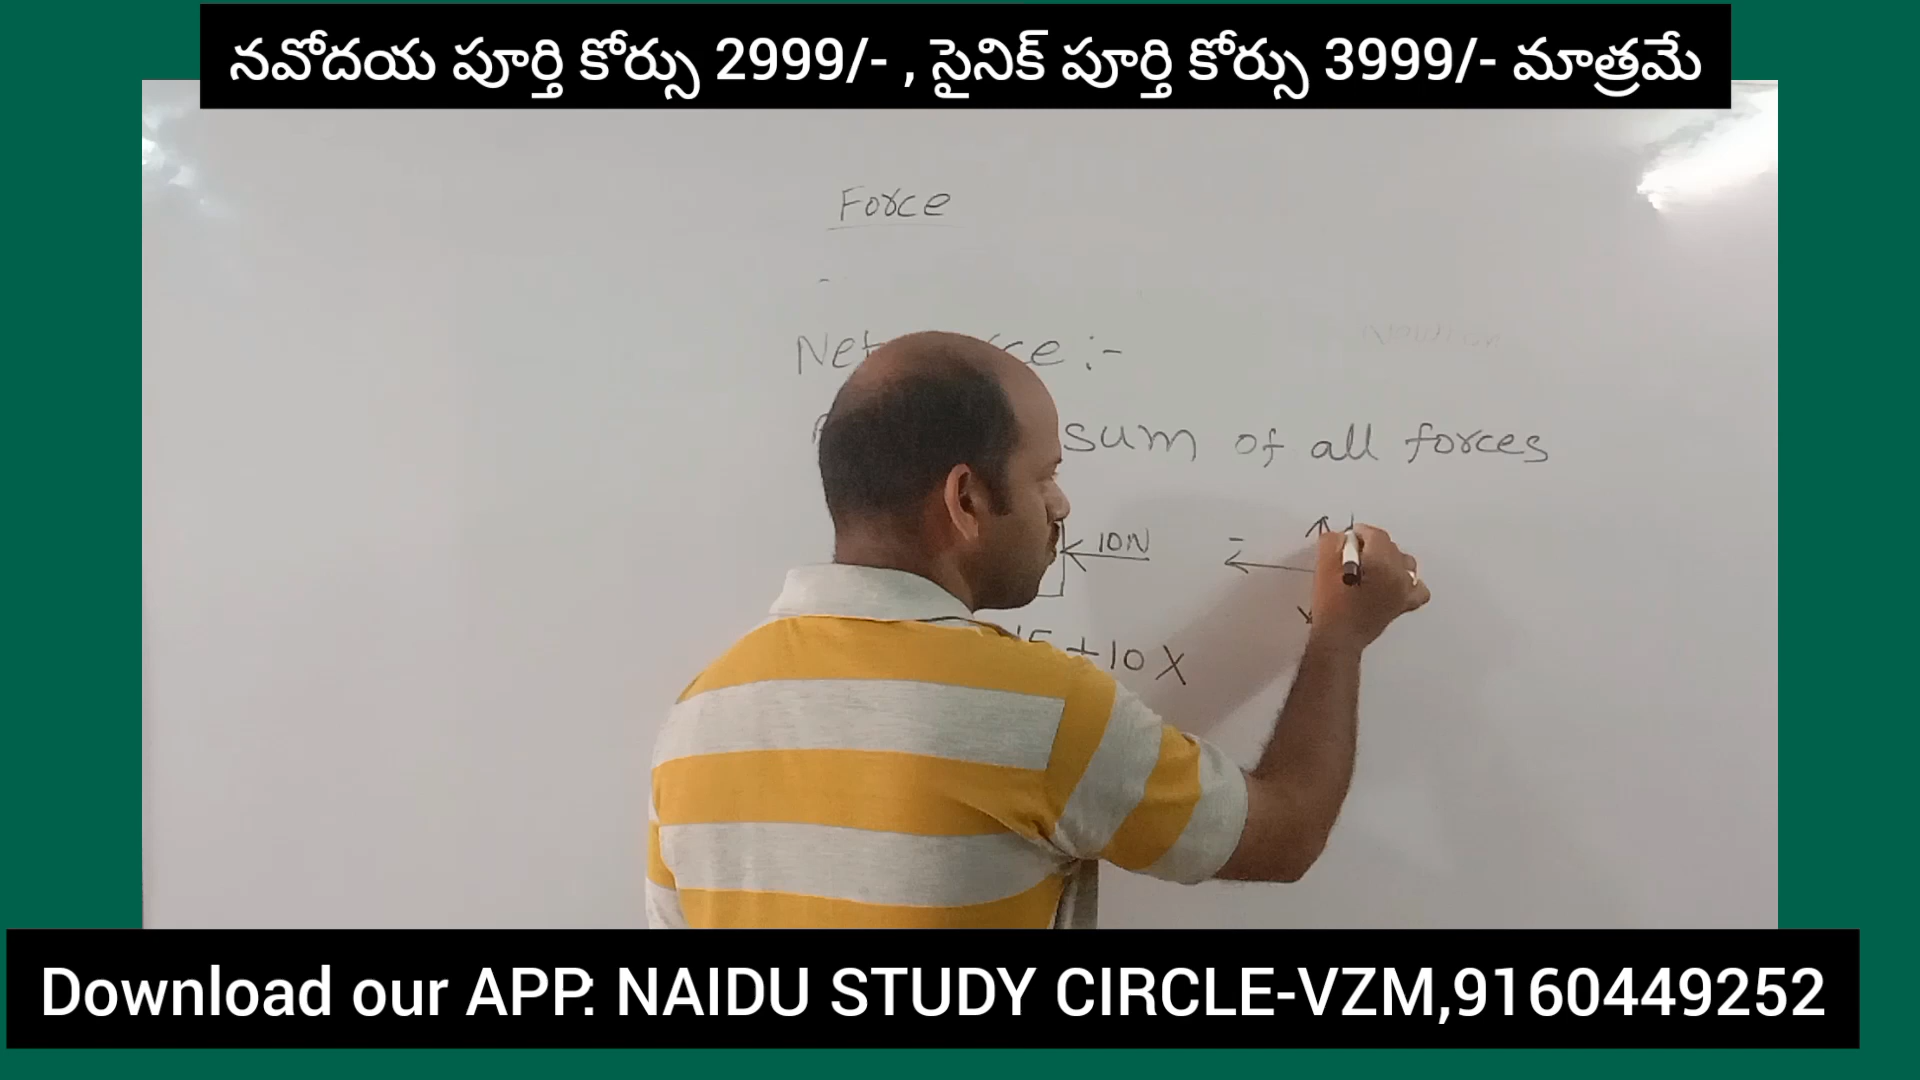 నవోదయ పూర్తి కోర్సు 2999/- , సైనిక్ పూర్తి కోర్సు 3999/- మాత్రమే
Force
Net :-
sum of all forces
10N
-
+10 X
Download our APP: NAIDU STUDY CIRCLE-VZM,9160449252